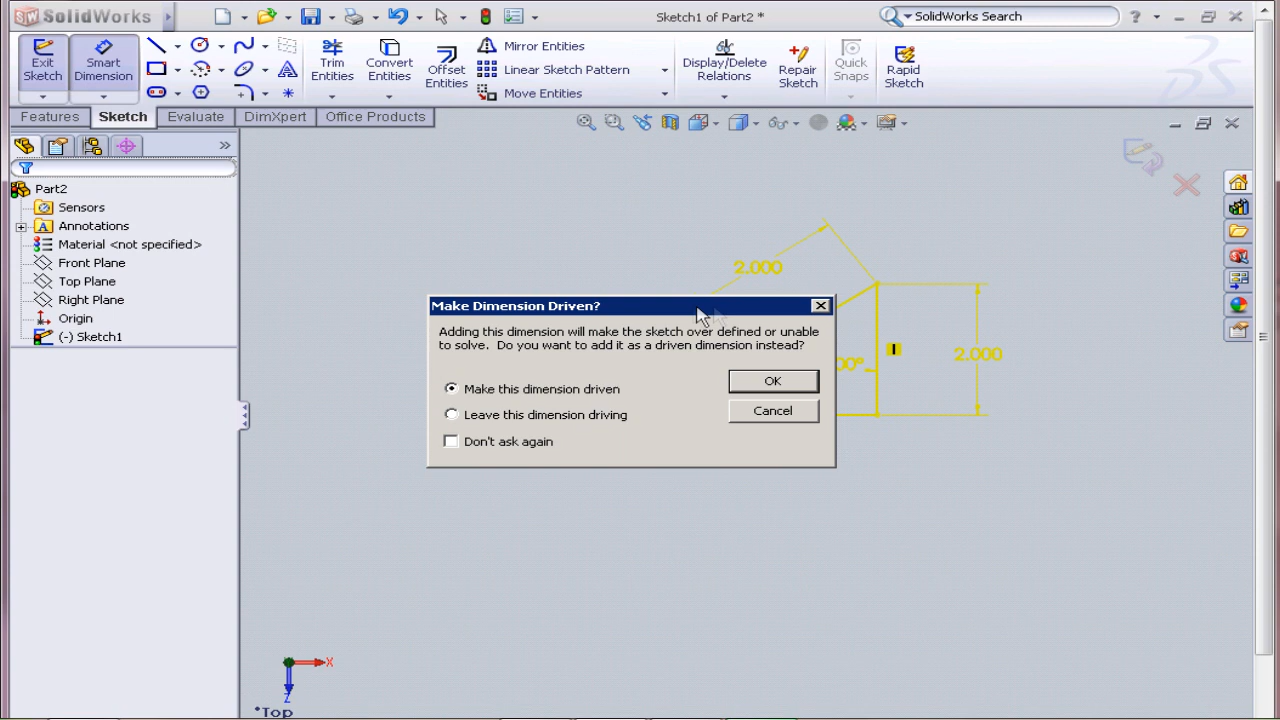 SolidWorks
Sketch1 of Part2 *
SolidWorks Search
Exit Sketch
Smart Dimension
Trim Entities
Convert Entities
Offset Entities
Mirror Entities
Linear Sketch Pattern
Move Entities
Display/Delete Relations
Repair Sketch
Quick Snaps
Rapid Sketch
Features
Sketch
Evaluate
DimXpert
Office Products
Part2
Sensors
Annotations
Material <not specified>
Front Plane
Top Plane
Right Plane
Origin
(-) Sketch1
2.000
Make Dimension Driven?
Adding this dimension will make the sketch over defined or unable
to solve. Do you want to add it as a driven dimension instead?
Make this dimension driven
Leave this dimension driving
Don't ask again
OK
Cancel
2.000
X
Z
*Top